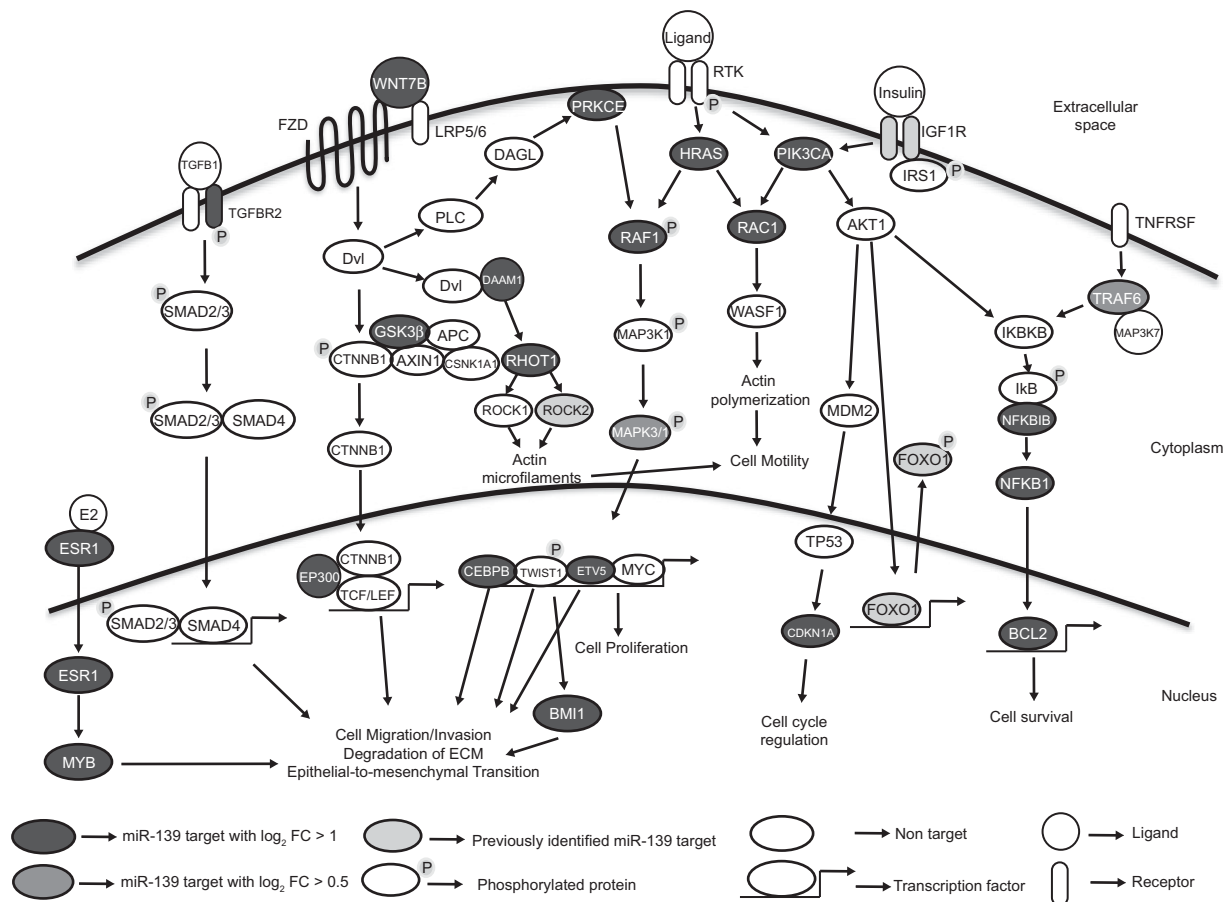 Ligand
RTK
P
WNT7B
PRKCE
Insulin
Extracellular
space
FZD
LRP5/6
IGF1R
TGFB1
DAGL
HRAS
PIK3CA
IRS1
P
TGFBR2
P
PLC
RAF1
P
RAC1
AKT1
TNFRSF
Dvl
Dvl
DAAM1
TRAF6
MAP3K7
P
SMAD2/3
GSK3β
APC
P
CTNNB1
AXIN1
CSNK1A1
RHOT1
MAP3K1
P
WASF1
IKBKB
IkB
P
NFKBIB
Actin
polymerization
MDM2
P
SMAD2/3
SMAD4
ROCK1
ROCK2
MAPK3/1
P
CTNNB1
Actin
microfilaments
Cell Motility
FOXO1
P
NFKB1
Cytoplasm
E2
ESR1
TP53
CTNNB1
EP300
TCF/LEF
CEBPB
TWIST1
P
ETV5
MYC
P
SMAD2/3
SMAD4
FOXO1
CDKN1A
BCL2
Cell Proliferation
ESR1
BMI1
Nucleus
Cell cycle
regulation
Cell survival
MYB
Cell Migration/Invasion
Degradation of ECM
Epithelial-to-mesenchymal Transition
miR-139 target with log2 FC > 1
Previously identified miR-139 target
Non target
Ligand
miR-139 target with log2 FC > 0.5
P
Phosphorylated protein
Transcription factor
Receptor